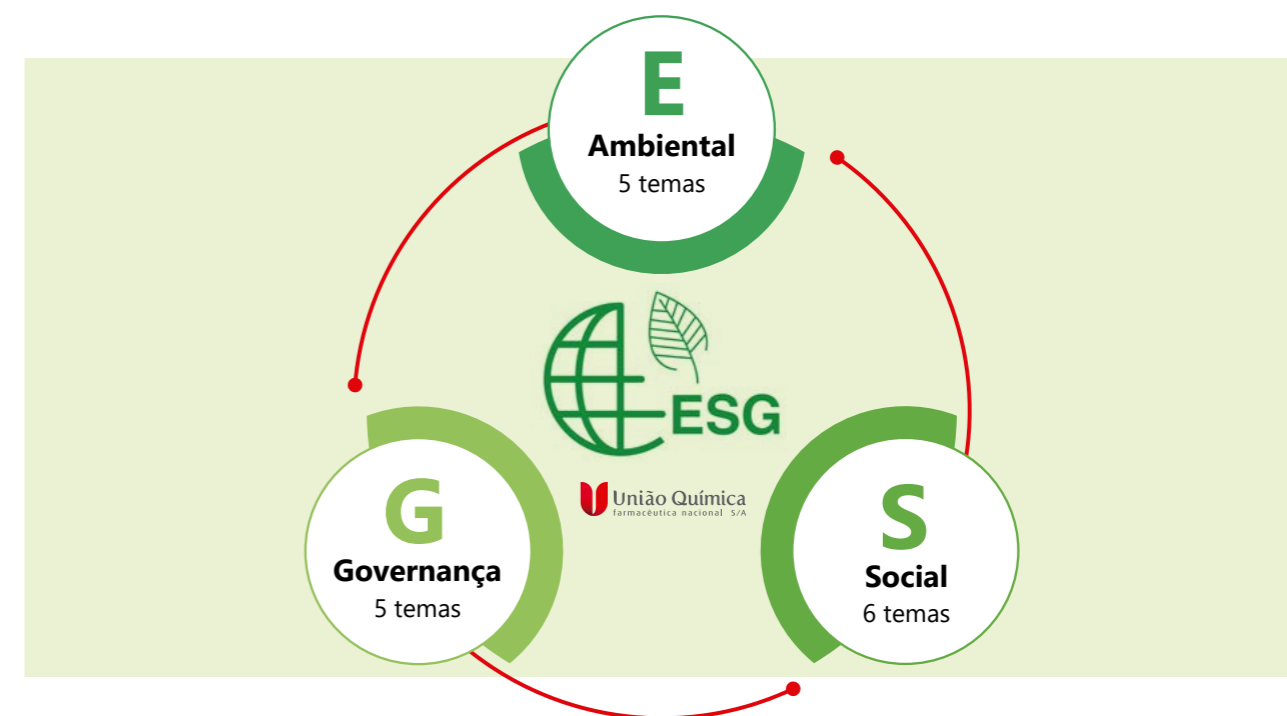 E
Ambiental
5 temas
ESG
União Química
farmacêutica nacional S/A
G
Governança
5 temas
S
Social
6 temas